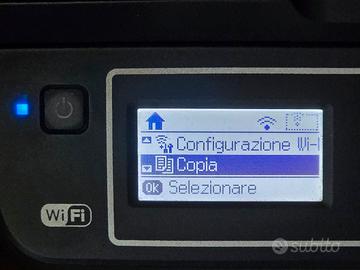 Configurazione Wi-
Copia
OK Selezionare
WiFi
subito